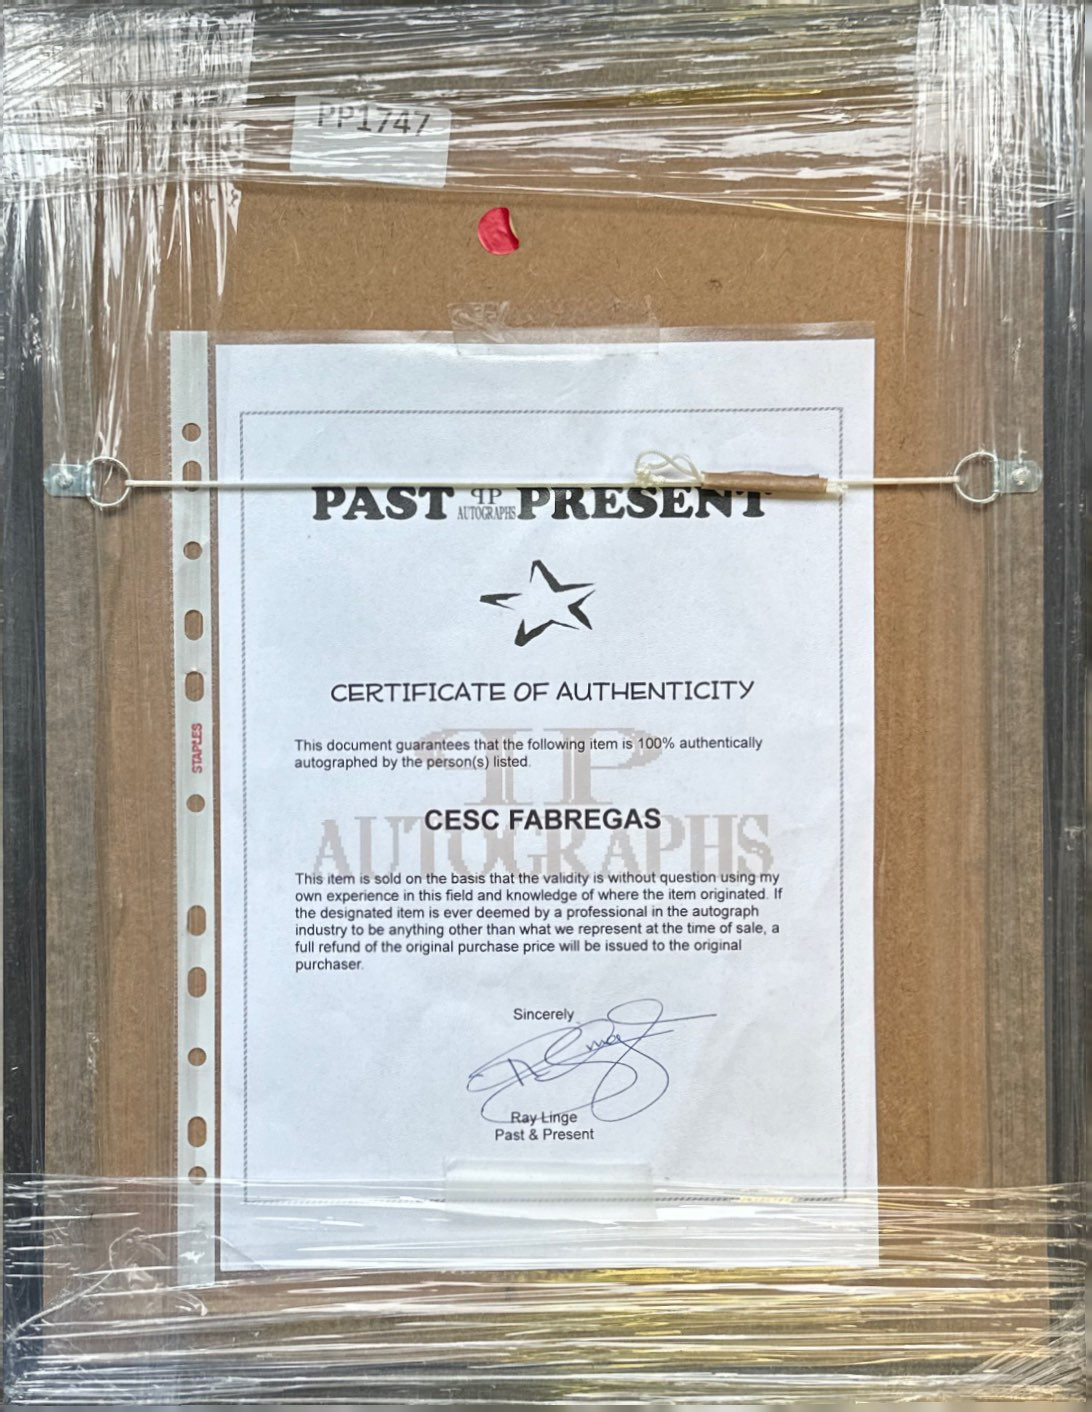 PP1747
PAST PP AUTOGRAPHS PRESENT
CERTIFICATE OF AUTHENTICITY
This document guarantees that the following item is 100% authentically
autographed by the person(s) listed.
PP
CESC FABREGAS
AUTOGRAPHS
This item is sold on the basis that the validity is without question using my
own experience in this field and knowledge of where the item originated. If
the designated item is ever deemed by a professional in the autograph
industry to be anything other than what we represent at the time of sale, a
full refund of the original purchase price will be issued to the original
purchaser.
Sincerely
Ray Linge
Past & Present
STAPLES